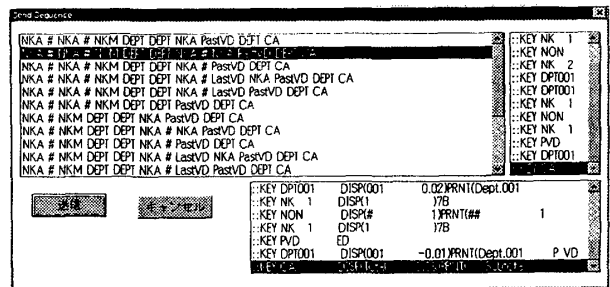 Send Sequence
NKA # NKA # NKM DEPT DEPT NKA PastVD DEPT CA
NKA # NKA # NKM DEPT DEPT NKA # PastVD DEPT CA
NKA # NKA # NKM DEPT DEPT NKA # LastVD NKA PastVD DEPT CA
NKA # NKA # NKM DEPT DEPT NKA # LastVD PastVD DEPT CA
NKA # NKA # NKM DEPT DEPT PastVD DEPT CA
NKA # NKM DEPT DEPT NKA PastVD DEPT CA
NKA # NKM DEPT DEPT NKA # NKA PastVD DEPT CA
NKA # NKM DEPT DEPT NKA # PastVD DEPT CA
NKA # NKM DEPT DEPT NKA # LastVD NKA PastVD DEPT CA
NKA # NKM DEPT DEPT NKA # LastVD PastVD DEPT CA
::KEY NK 1
::KEY NON
::KEY NK 2
::KEY DPT001
::KEY DPT001
::KEY NK 1
::KEY NON
::KEY NK 1
::KEY PVD
::KEY DPT001
送信
キャンセル
::KEY DPT001 DISP(001 0.02)PRNT(Dept.001
::KEY NK 1 DISP(1 )7B
::KEY NON DISP(# 1)PRNT(## 1
::KEY NK 1 DISP(1 )7B
::KEY PVD ED
::KEY DPT001 DISP(001 -0.01)PRNT(Dept.001 P VD